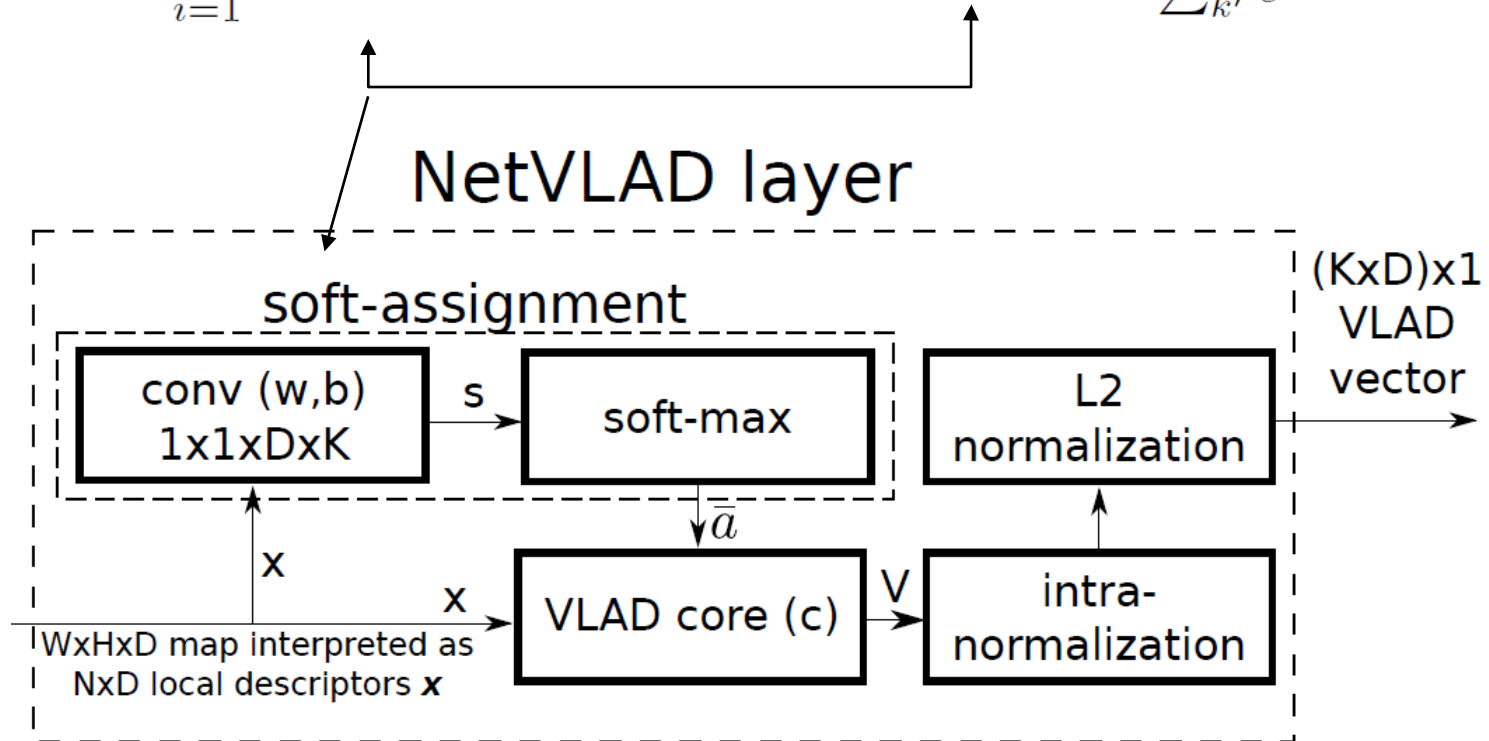 i=1
∑k'
NetVLAD layer
soft-assignment
conv (w,b)
1x1xDxK
s
soft-max
L2
normalization
(KxD)x1
VLAD
vector
a̅
x
x
VLAD core (c)
V
intra-
normalization
WxHxD map interpreted as
NxD local descriptors x